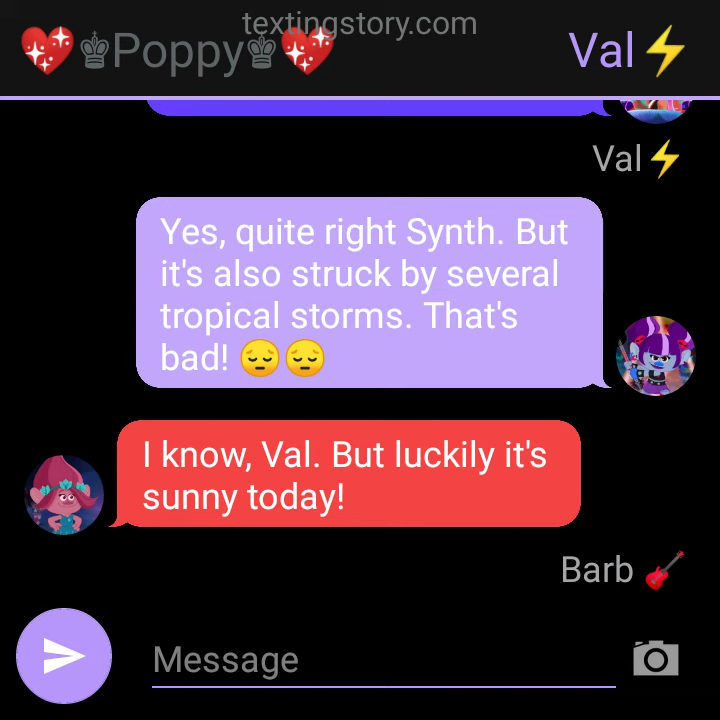 textingstory.com
💖♚Poppy♚💖
Val⚡
Val⚡
Yes, quite right Synth. But
it's also struck by several
tropical storms. That's
bad! 😔😔
I know, Val. But luckily it's
sunny today!
Barb 🎸
Message